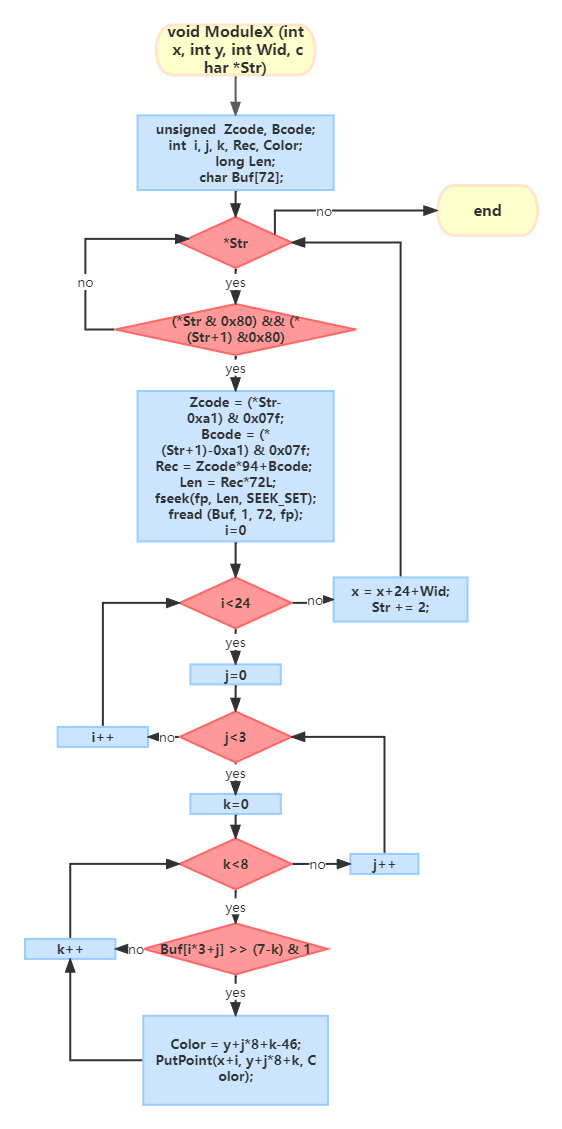 void ModuleX (int
x, int y, int Wid, c
har *Str)
unsigned  Zcode, Bcode;
int  i, j, k, Rec, Color;
long Len;
char Buf[72];
no
end
*Str
no
yes
(*Str & 0x80) && (*
(Str+1) &0x80)
yes
Zcode = (*Str-
0xa1) & 0x07f;
Bcode = (*
(Str+1)-0xa1) & 0x07f;
Rec = Zcode*94+Bcode;
Len = Rec*72L;
fseek(fp, Len, SEEK_SET);
fread (Buf, 1, 72, fp);
i=0
i<24
no
x = x+24+Wid;
Str += 2;
yes
j=0
i++
no
j<3
yes
k=0
k<8
no
j++
yes
k++
no
Buf[i*3+j] >> (7-k) & 1
yes
Color = y+j*8+k-46;
PutPoint(x+i, y+j*8+k, C
olor);